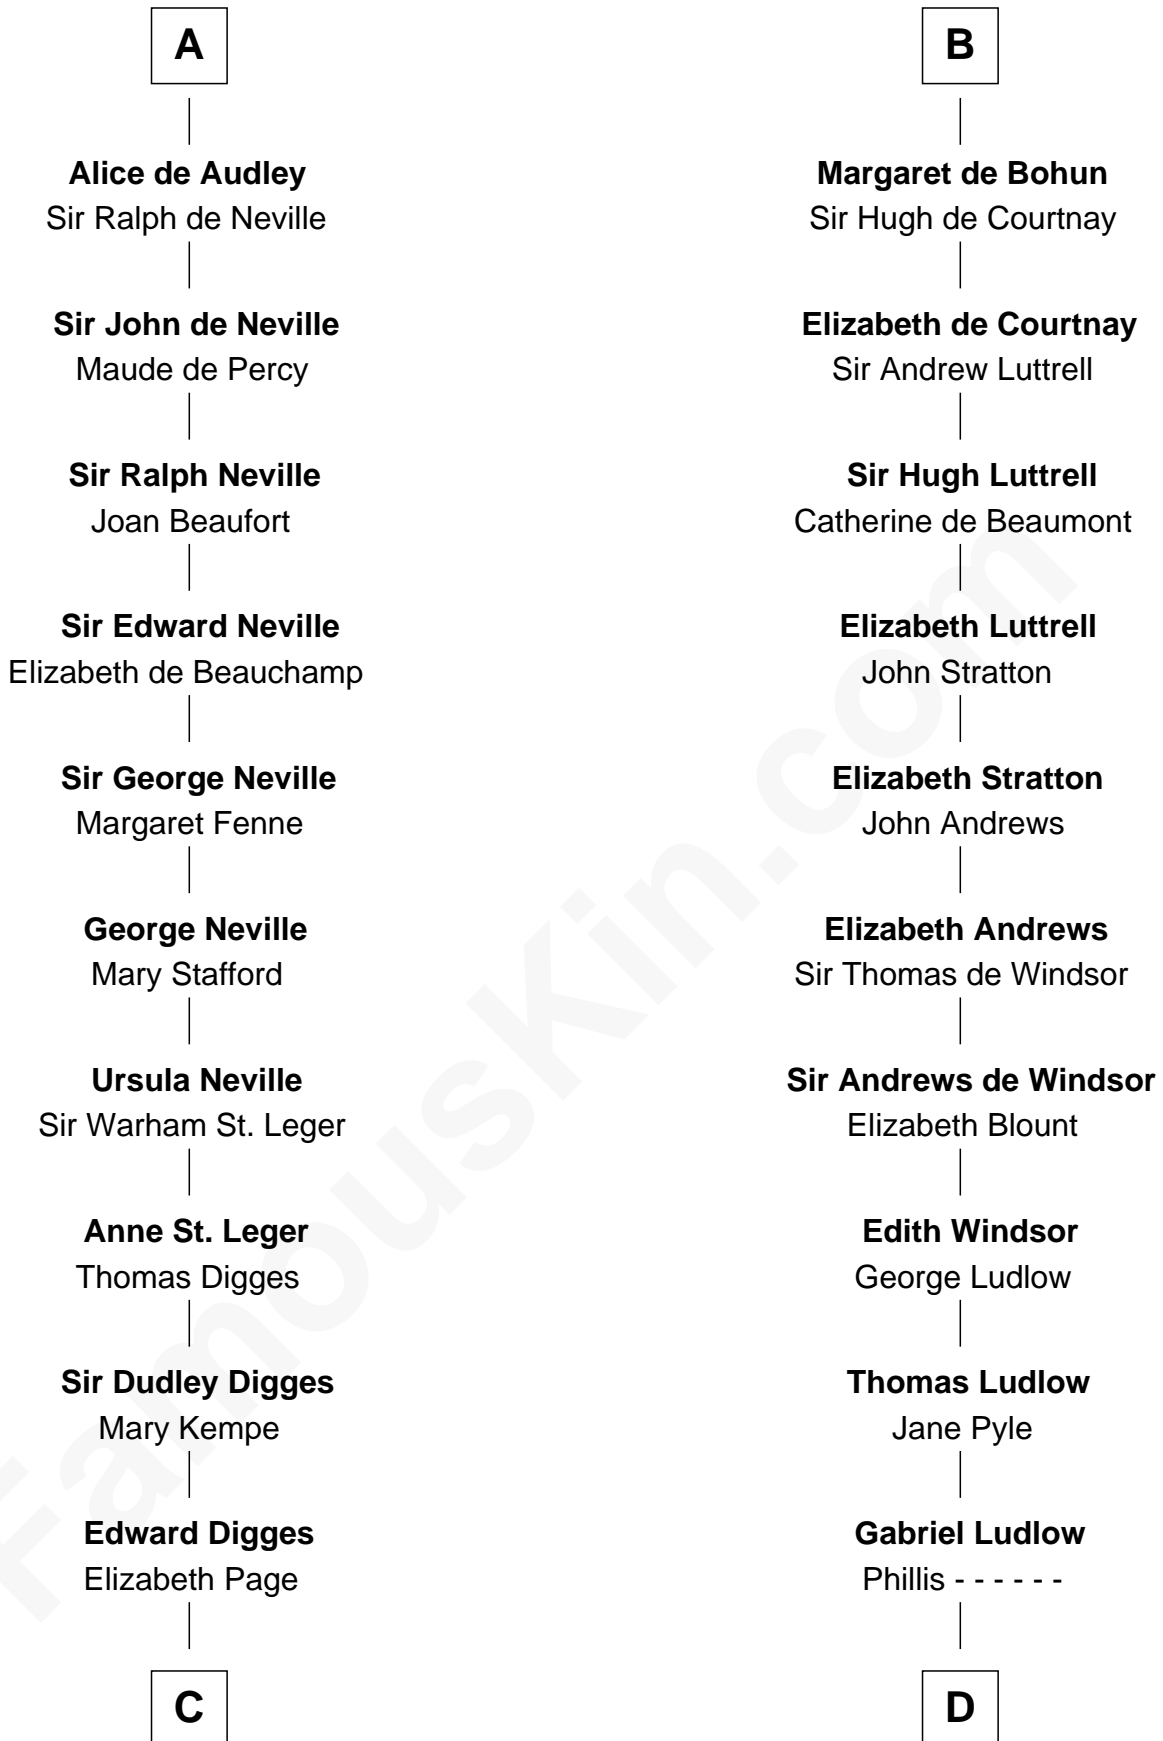 A
Alice de Audley
Sir Ralph de Neville
Sir John de Neville
Maude de Percy
Sir Ralph Neville
Joan Beaufort
Sir Edward Neville
Elizabeth de Beauchamp
Sir George Neville
Margaret Fenne
George Neville
Mary Stafford
Ursula Neville
Sir Warham St. Leger
Anne St. Leger
Thomas Digges
Sir Dudley Digges
Mary Kempe
Edward Digges
Elizabeth Page
C
B
Margaret de Bohun
Sir Hugh de Courtnay
Elizabeth de Courtnay
Sir Andrew Luttrell
Sir Hugh Luttrell
Catherine de Beaumont
Elizabeth Luttrell
John Stratton
Elizabeth Stratton
John Andrews
Elizabeth Andrews
Sir Thomas de Windsor
Sir Andrews de Windsor
Elizabeth Blount
Edith Windsor
George Ludlow
Thomas Ludlow
Jane Pyle
Gabriel Ludlow
Phillis - - - - - -
D
FamousKin.com